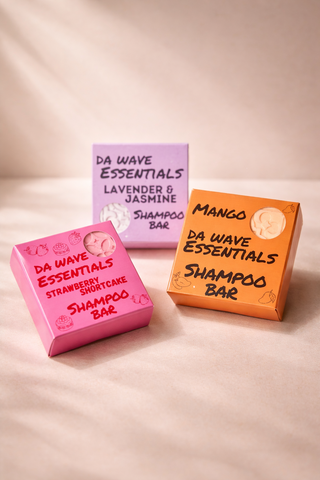 DA WAVE
ESSENTIALS
LAVENDER &
JASMINE
SHAMPOO
BAR
MANGO
DA WAVE
ESSENTIALS
SHAMPOO
BAR
DA WAVE
ESSENTIALS
STRAWBERRY
SHORTCAKE
SHAMPOO
BAR